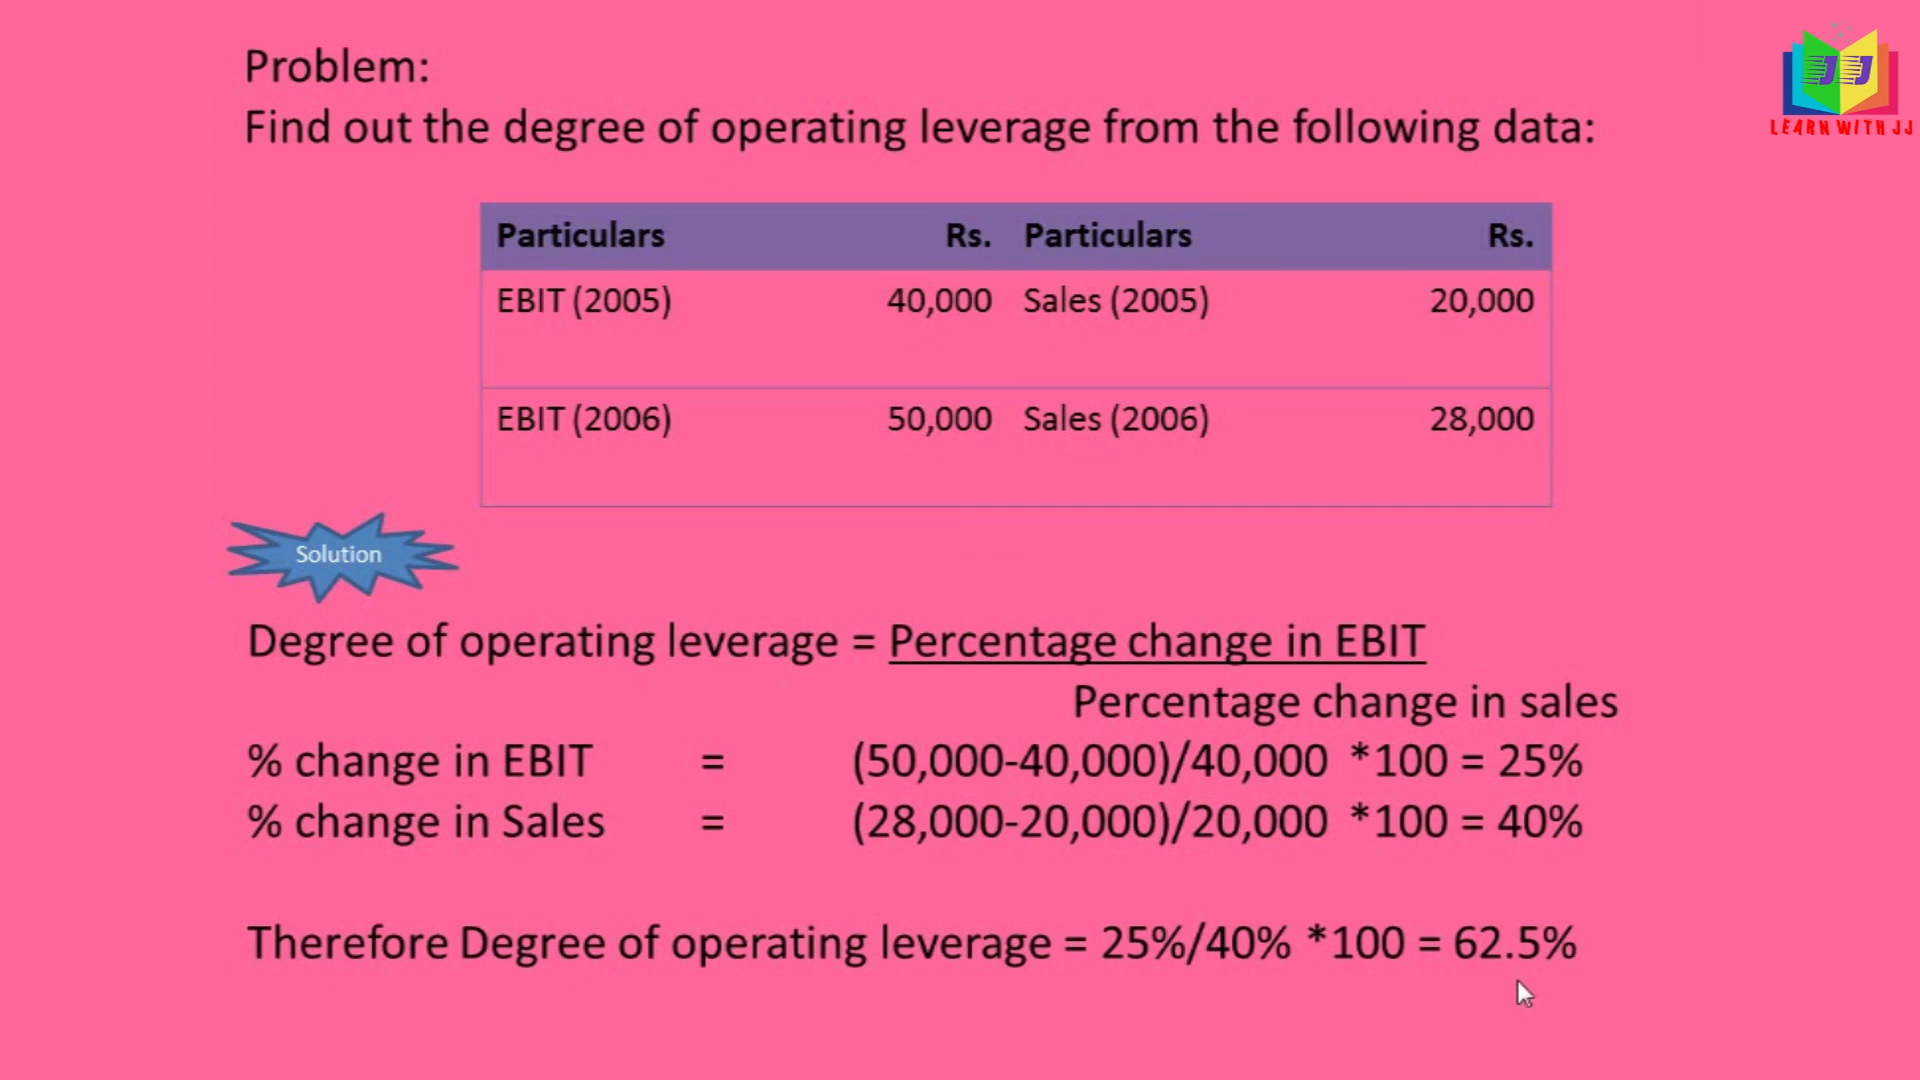 Problem:
Find out the degree of operating leverage from the following data:
JJ
LEARN WITH JJ
Particulars Rs. Particulars Rs.
EBIT (2005) 40,000 Sales (2005) 20,000
EBIT (2006) 50,000 Sales (2006) 28,000
Solution
Degree of operating leverage = Percentage change in EBIT
Percentage change in sales
% change in EBIT = (50,000-40,000)/40,000 *100 = 25%
% change in Sales = (28,000-20,000)/20,000 *100 = 40%
Therefore Degree of operating leverage = 25%/40% *100 = 62.5%